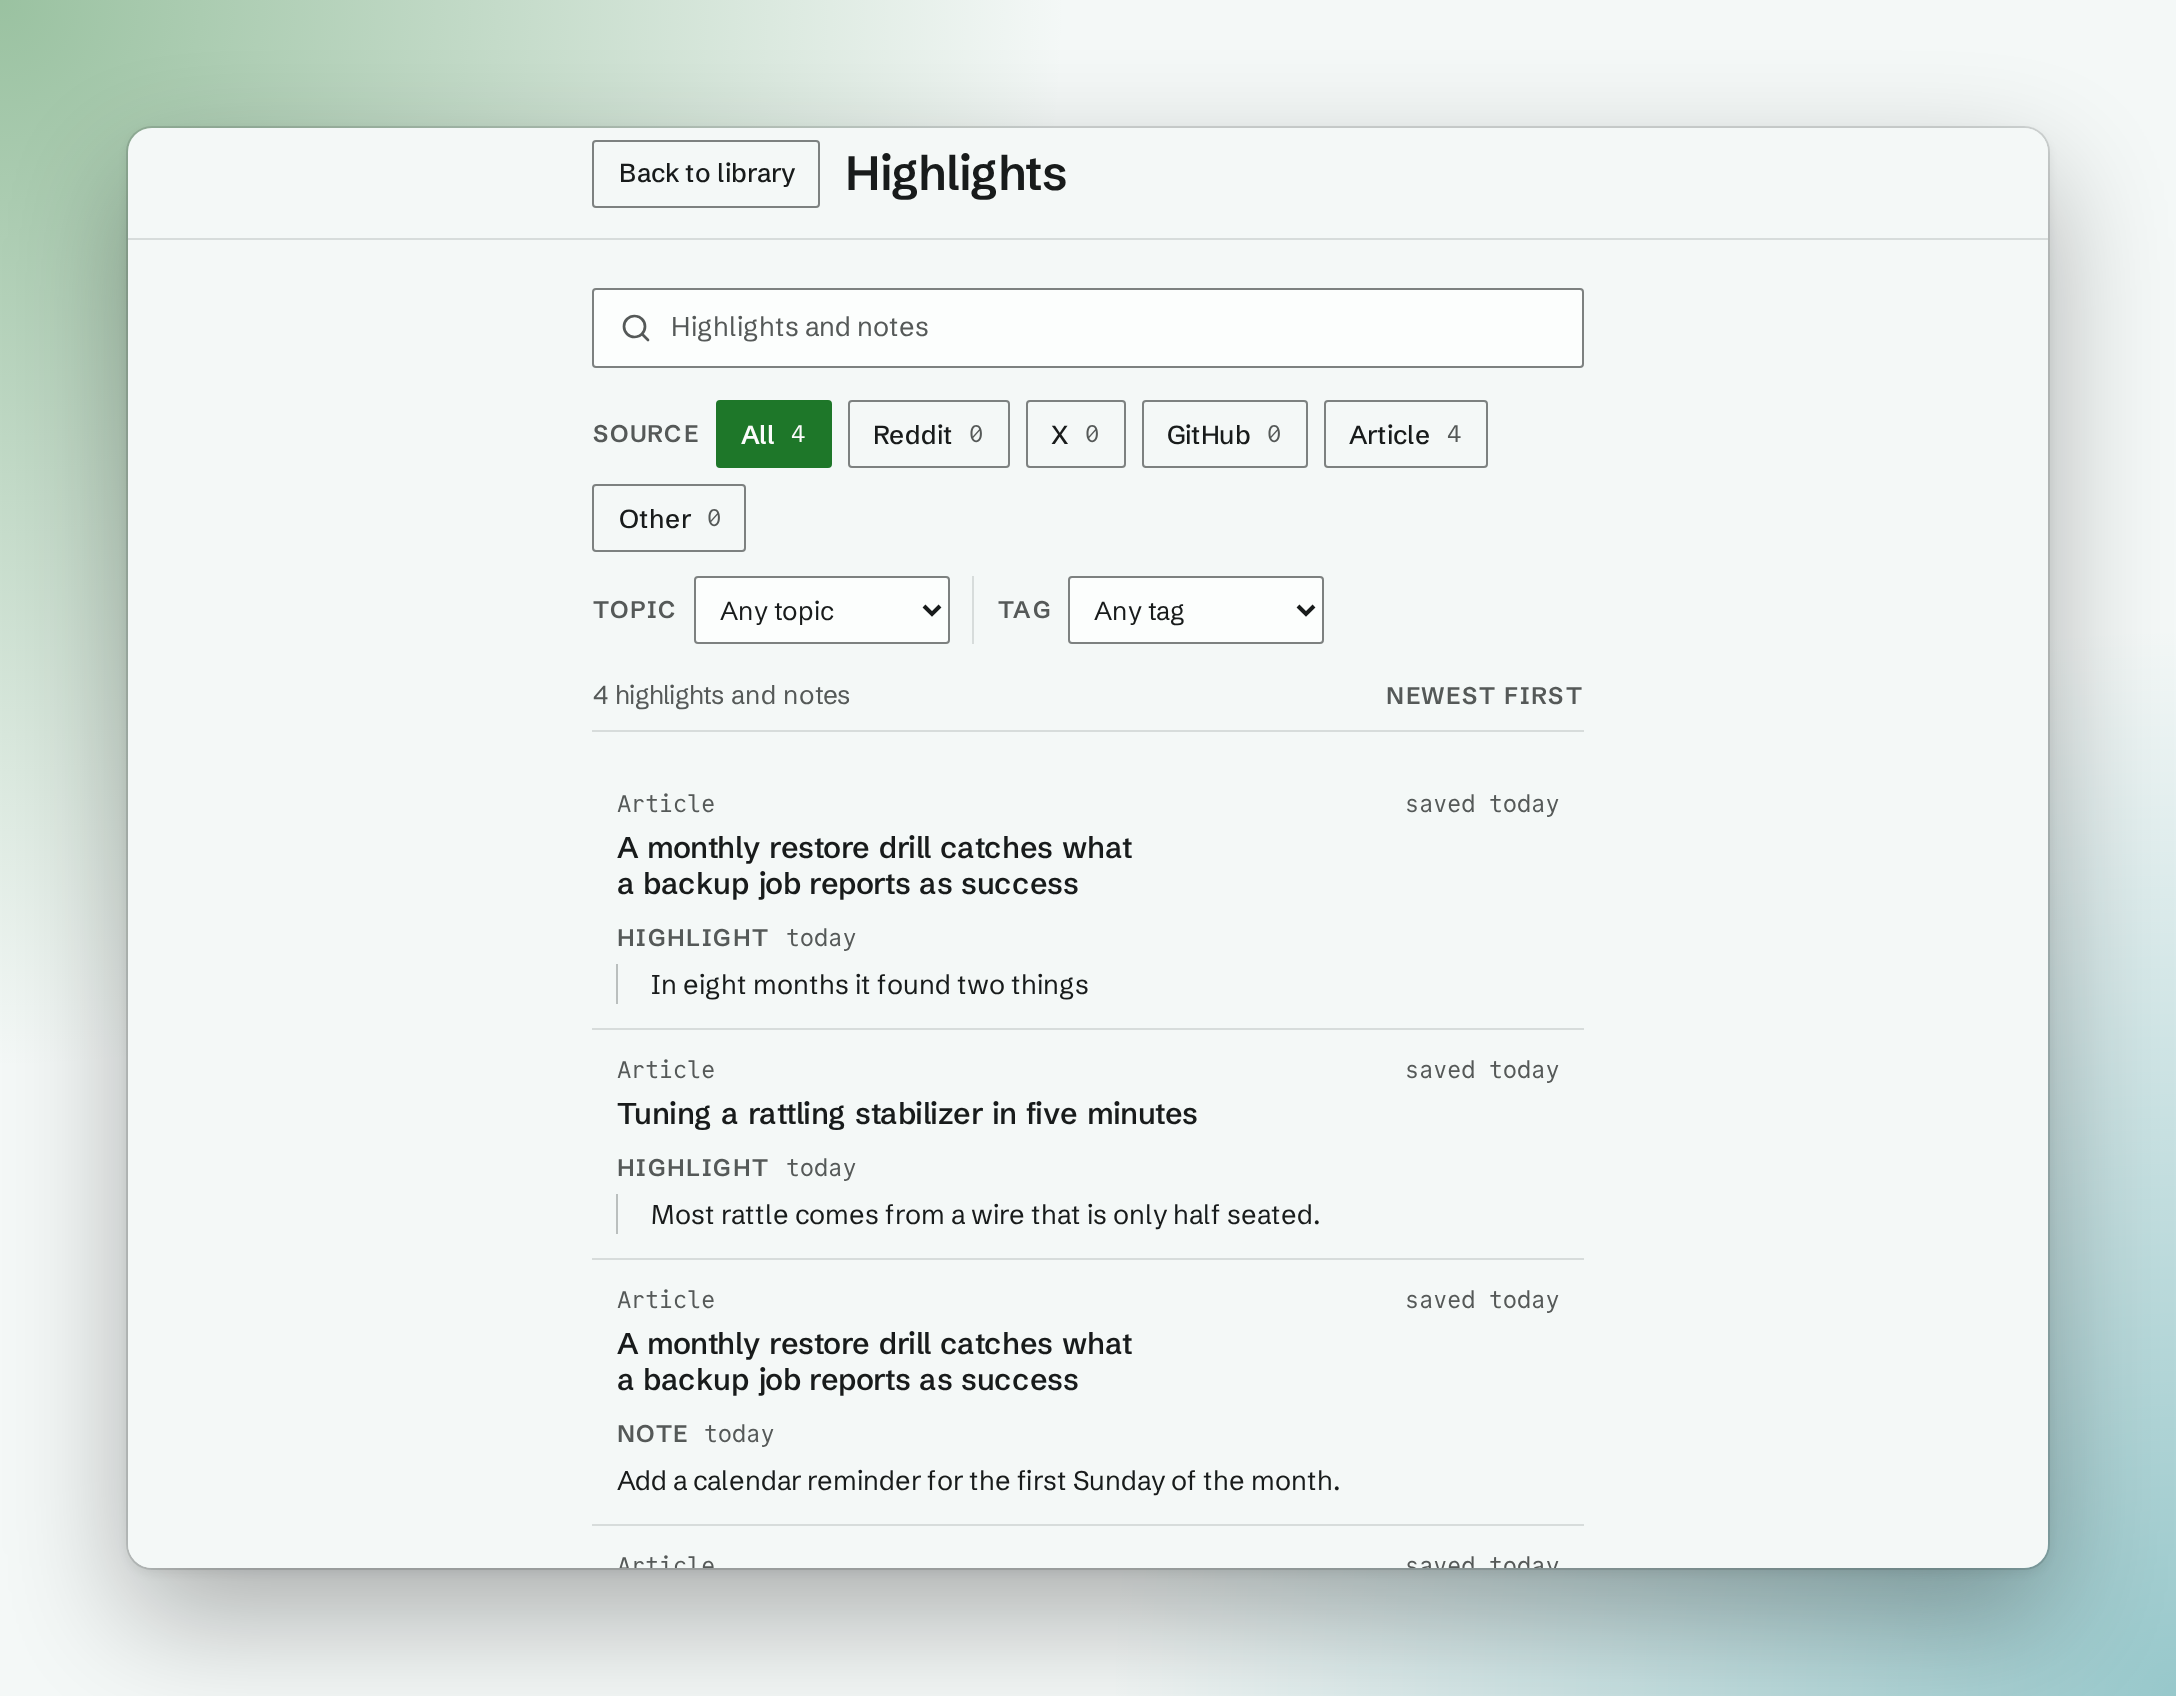 Back to library Highlights
Highlights and notes
SOURCE All 4 Reddit 0 X 0 GitHub 0 Article 4
Other 0
TOPIC Any topic TAG Any tag
4 highlights and notes NEWEST FIRST
Article saved today
A monthly restore drill catches what
a backup job reports as success
HIGHLIGHT today
In eight months it found two things
Article saved today
Tuning a rattling stabilizer in five minutes
HIGHLIGHT today
Most rattle comes from a wire that is only half seated.
Article saved today
A monthly restore drill catches what
a backup job reports as success
NOTE today
Add a calendar reminder for the first Sunday of the month.
Article saved today